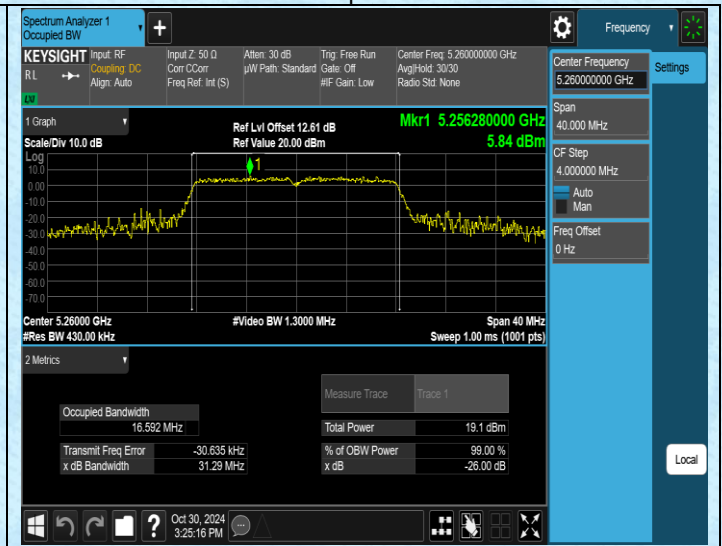 Spectrum Analyzer 1
Occupied BW
+
Frequency
KEYSIGHT
RL
Input: RF
Coupling: DC
Align: Auto
Input Z: 50 Ω
Corr CCorr
Freq Ref: Int (S)
Atten: 30 dB
µW Path: Standard
Trig: Free Run
Gate: Off
#IF Gain: Low
Center Freq: 5.260000000 GHz
Avg|Hold: 30/30
Radio Std: None
Center Frequency
5.260000000 GHz
Settings
Span
40.000 MHz
CF Step
4.000000 MHz
Auto
Man
Freq Offset
0 Hz
Local
1 Graph
Scale/Div 10.0 dB
Ref Lvl Offset 12.61 dB
Ref Value 20.00 dBm
Mkr1 5.256280000 GHz
5.84 dBm
Log
1
10.0
0.00
-10.0
-20.0
-30.0
-40.0
-50.0
-60.0
-70.0
Center 5.26000 GHz
#Video BW 1.3000 MHz
Span 40 MHz
#Res BW 430.00 kHz
Sweep 1.00 ms (1001 pts)
2 Metrics
Measure Trace
Trace 1
Occupied Bandwidth
16.592 MHz
Total Power
19.1 dBm
Transmit Freq Error
-30.635 kHz
% of OBW Power
99.00 %
x dB Bandwidth
31.29 MHz
x dB
-26.00 dB
?
Oct 30, 2024
3:25:16 PM